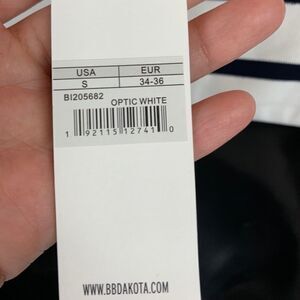 USA EUR
S 34-36
BI205682
OPTIC WHITE
1 92115 12741 0
WWW.BBDAKOTA.COM